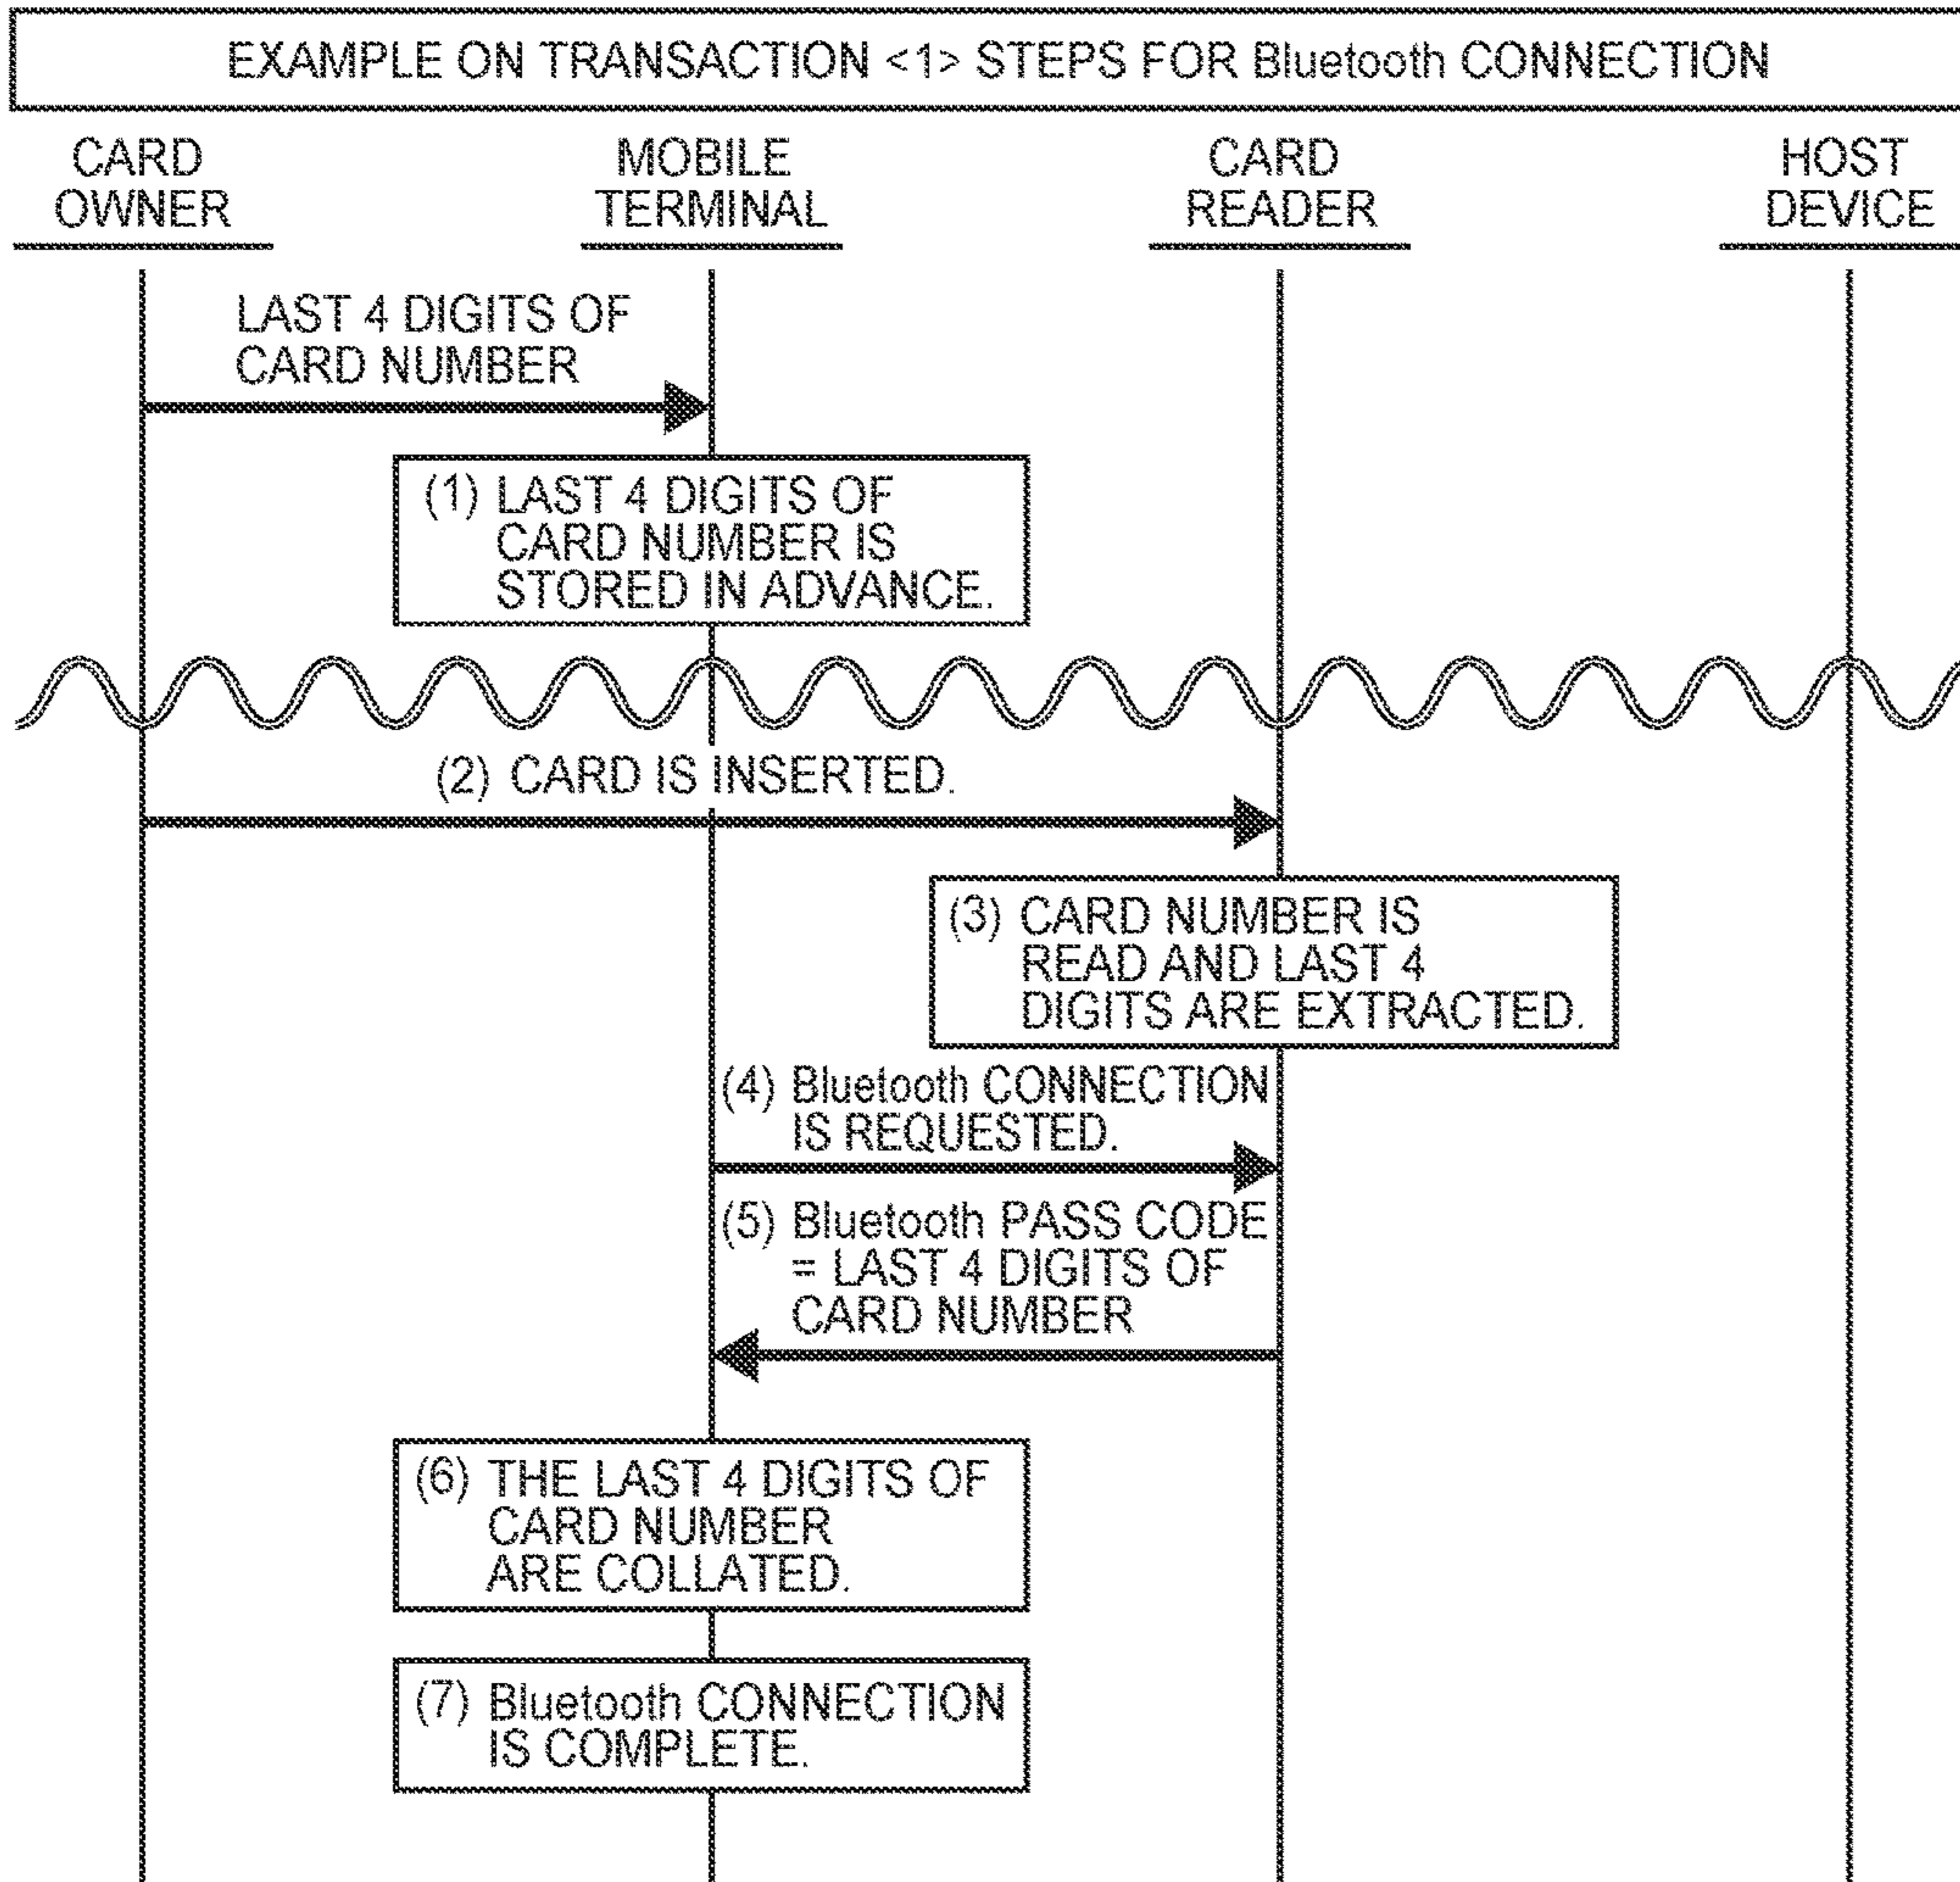 EXAMPLE ON TRANSACTION <1> STEPS FOR Bluetooth CONNECTION
CARD
OWNER
MOBILE
TERMINAL
CARD
READER
HOST
DEVICE
LAST 4 DIGITS OF
CARD NUMBER
(1) LAST 4 DIGITS OF
CARD NUMBER IS
STORED IN ADVANCE.
(2) CARD IS INSERTED.
(3) CARD NUMBER IS
READ AND LAST 4
DIGITS ARE EXTRACTED.
(4) Bluetooth CONNECTION
IS REQUESTED.
(5) Bluetooth PASS CODE
= LAST 4 DIGITS OF
CARD NUMBER
(6) THE LAST 4 DIGITS OF
CARD NUMBER
ARE COLLATED.
(7) Bluetooth CONNECTION
IS COMPLETE.